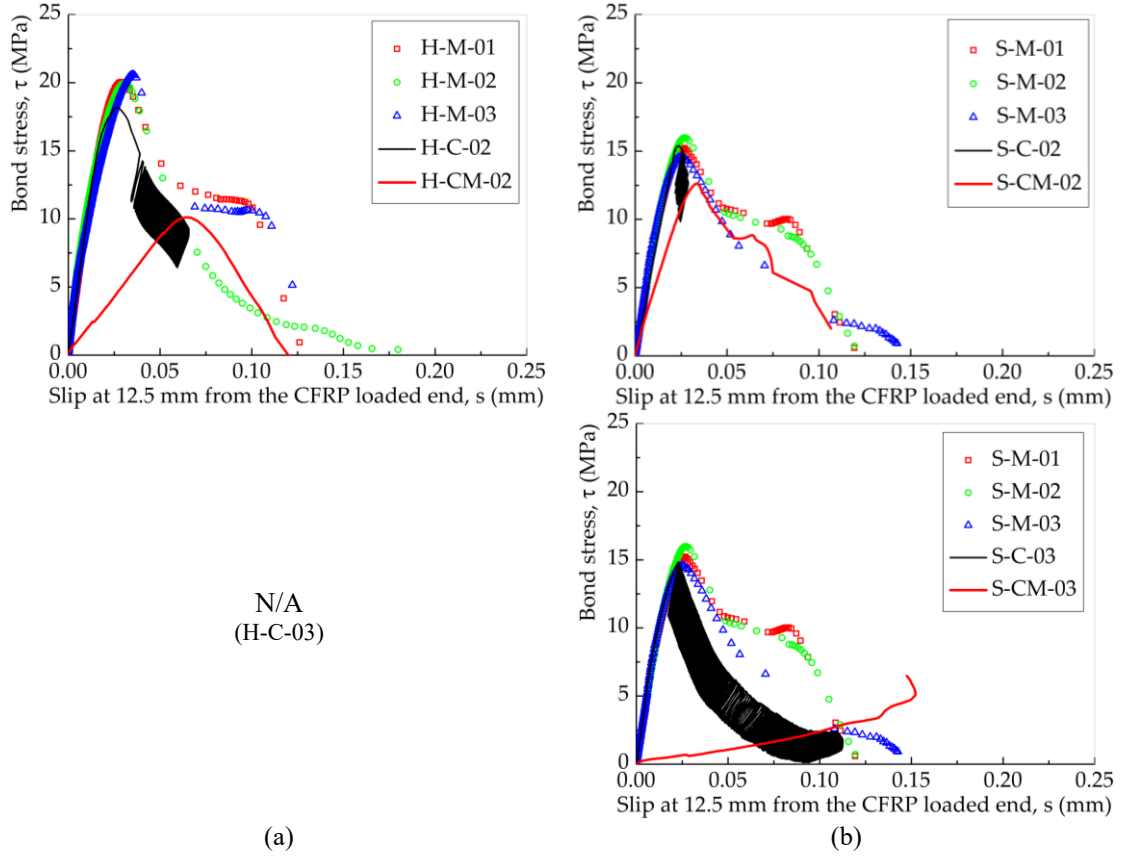 25
20
15
10
5
0
Bond stress, τ (MPa)
H-M-01
H-M-02
H-M-03
H-C-02
H-CM-02
0.00 0.05 0.10 0.15 0.20 0.25
Slip at 12.5 mm from the CFRP loaded end, s (mm)
25
20
15
10
5
0
Bond stress, τ (MPa)
S-M-01
S-M-02
S-M-03
S-C-02
S-CM-02
0.00 0.05 0.10 0.15 0.20 0.25
Slip at 12.5 mm from the CFRP loaded end, s (mm)
N/A
(H-C-03)
25
20
15
10
5
0
Bond stress, τ (MPa)
S-M-01
S-M-02
S-M-03
S-C-03
S-CM-03
0.00 0.05 0.10 0.15 0.20 0.25
Slip at 12.5 mm from the CFRP loaded end, s (mm)
(a)
(b)